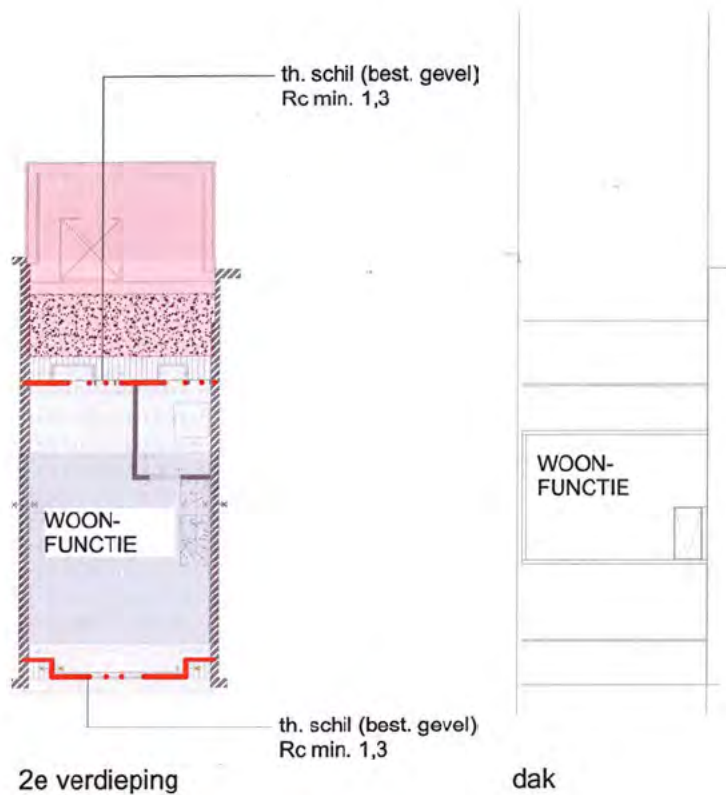 th. schil (best. gevel)
Rc min. 1,3
WOON-
FUNCTIE
WOON-
FUNCTIE
th. schil (best. gevel)
Rc min. 1,3
2e verdieping
dak